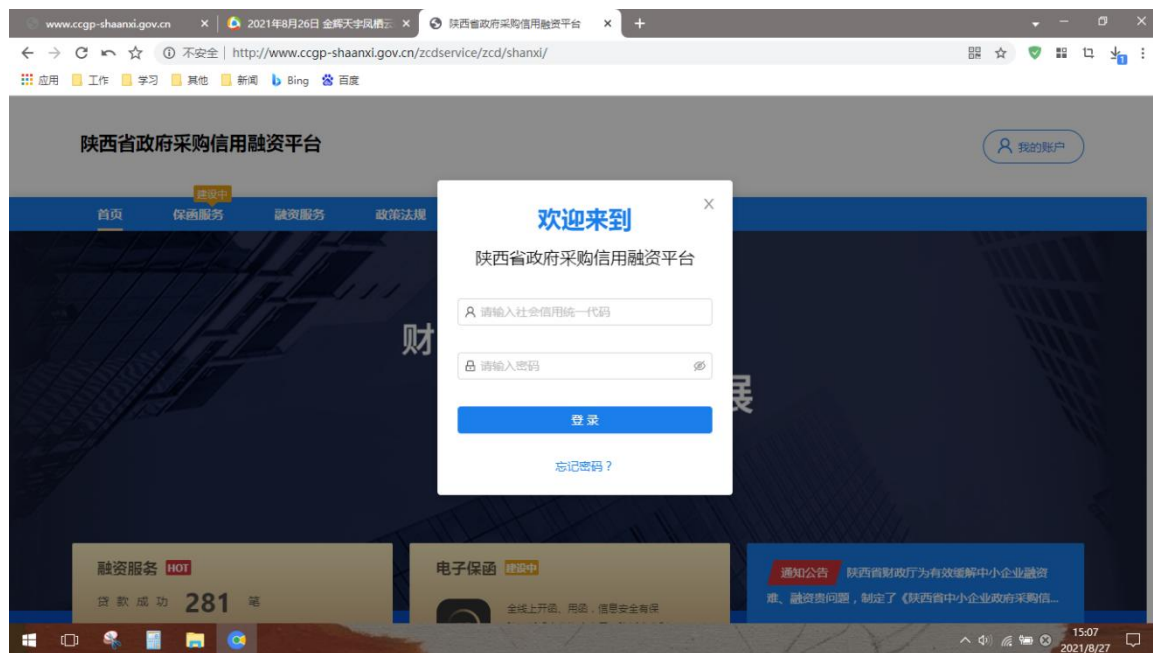 www.ccgp-shaanxi.gov.cn
2021年8月26日 金辉天宇凤栖云
陕西省政府采购信用融资平台
不安全 | http://www.ccgp-shaanxi.gov.cn/zcdservice/zcd/shanxi/
应用 工作 学习 其他 新闻 Bing 百度
陕西省政府采购信用融资平台
我的账户
建设中
首页 保函服务 融资服务 政策法规
欢迎来到
陕西省政府采购信用融资平台
请输入社会信用统一代码
请输入密码
登 录
忘记密码？
财
展
融资服务 HOT
贷款成功 281 笔
电子保函 建设中
全线上开函、用函，信息安全有保
通知公告 陕西省财政厅为有效缓解中小企业融资
难、融资贵问题，制定了《陕西省中小企业政府采购信...
15:07
2021/8/27